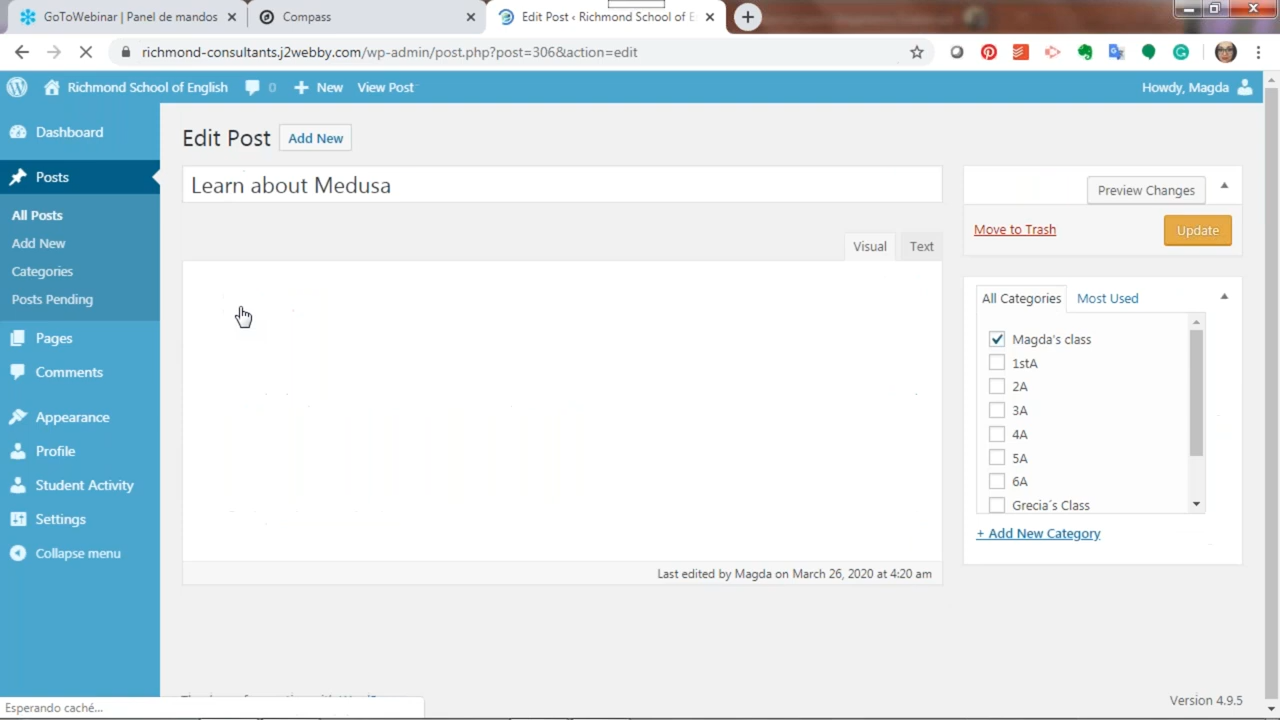 GoToWebinar | Panel de mandos
Compass
Edit Post ‹ Richmond School of E
richmond-consultants.j2webby.com/wp-admin/post.php?post=306&action=edit
Richmond School of English
0
New
View Post
Howdy, Magda
Dashboard
Posts
All Posts
Add New
Categories
Posts Pending
Pages
Comments
Appearance
Profile
Student Activity
Settings
Collapse menu
Edit Post
Add New
Learn about Medusa
Visual
Text
Last edited by Magda on March 26, 2020 at 4:20 am
Preview Changes
Move to Trash
Update
All Categories
Most Used
Magda's class
1stA
2A
3A
4A
5A
6A
Grecia´s Class
+ Add New Category
Version 4.9.5
Esperando caché...